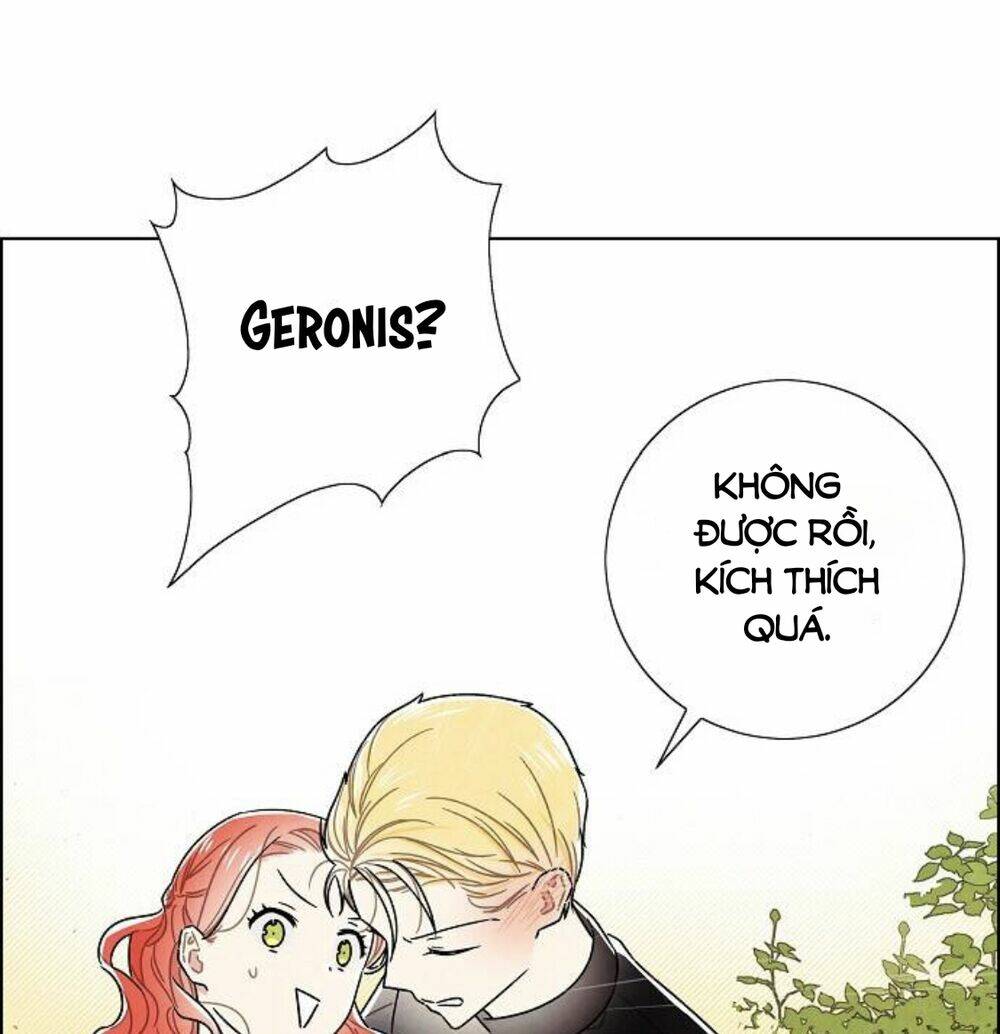 GERONIS?
KHÔNG
ĐƯỢC RỒI,
KÍCH THÍCH
QUÁ.